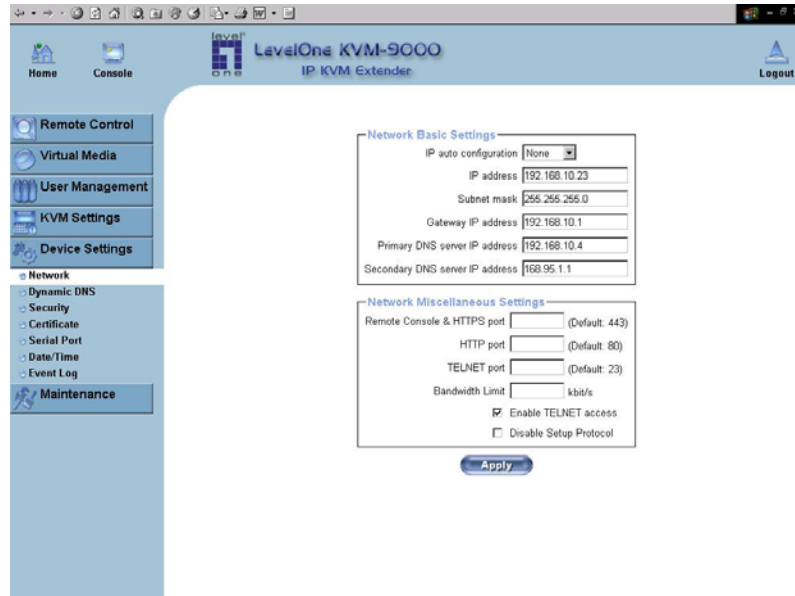 level
one
LevelOne KVM-9000
IP KVM Extender
Home
Console
Logout
Remote Control
Virtual Media
User Management
KVM Settings
Device Settings
Network
Dynamic DNS
Security
Certificate
Serial Port
Date/Time
Event Log
Maintenance
Network Basic Settings
IP auto configuration None
IP address 192.168.10.23
Subnet mask 255.255.255.0
Gateway IP address 192.168.10.1
Primary DNS server IP address 192.168.10.4
Secondary DNS server IP address 168.95.1.1
Network Miscellaneous Settings
Remote Console & HTTPS port (Default: 443)
HTTP port (Default: 80)
TELNET port (Default: 23)
Bandwidth Limit kbit/s
Enable TELNET access
Disable Setup Protocol
Apply